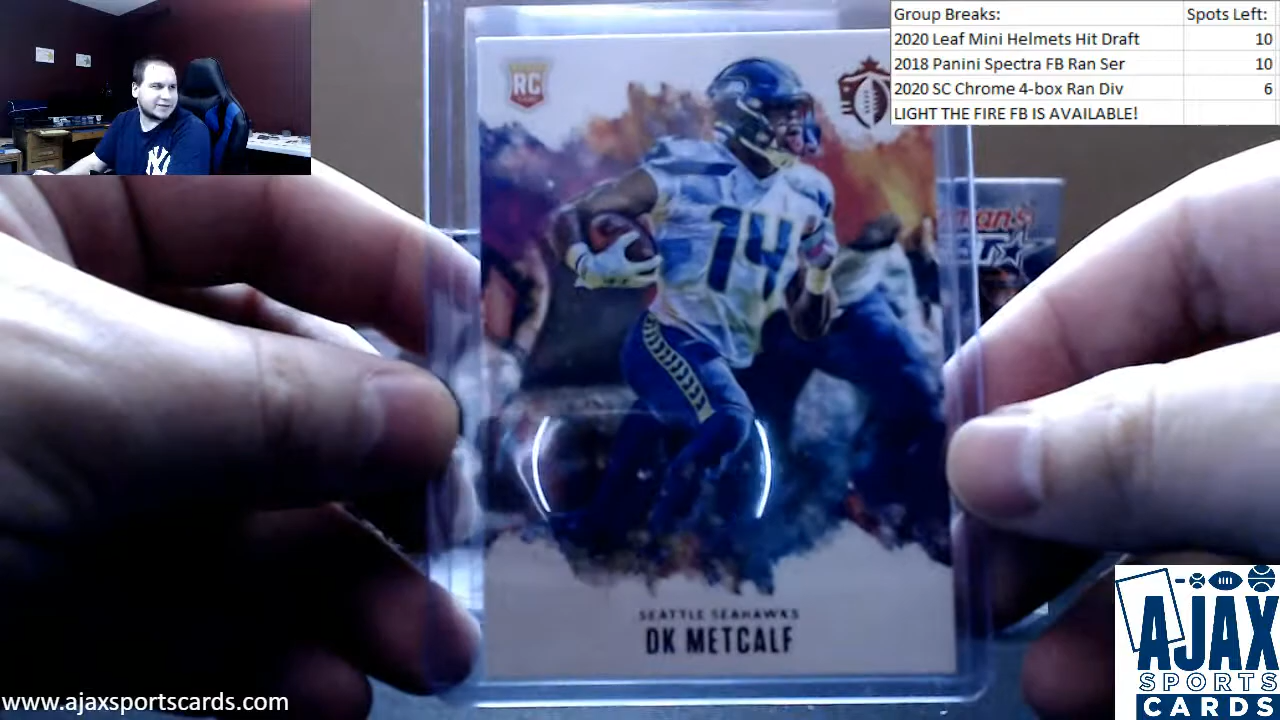 Group Breaks: Spots Left:
2020 Leaf Mini Helmets Hit Draft 10
2018 Panini Spectra FB Ran Ser 10
2020 SC Chrome 4-box Ran Div 6
LIGHT THE FIRE FB IS AVAILABLE!
RC
14
NY
SEATTLE SEAHAWKS
DK METCALF
www.ajaxsportscards.com
AJAX
SPORTS
CARDS